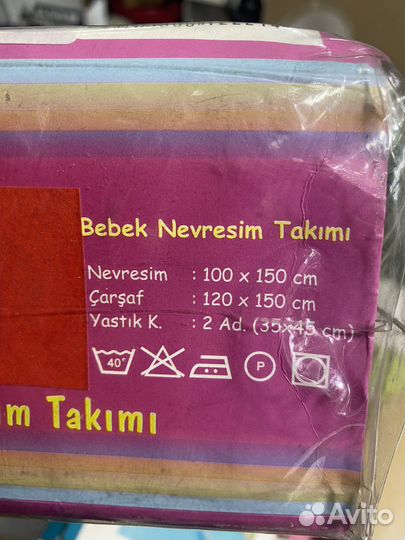 Bebek Nevresim Takımı
Nevresim : 100 x 150 cm
Çarşaf : 120 x 150 cm
Yastık K. : 2 Ad. (35x45 cm)
40° P
Takımı
Avito